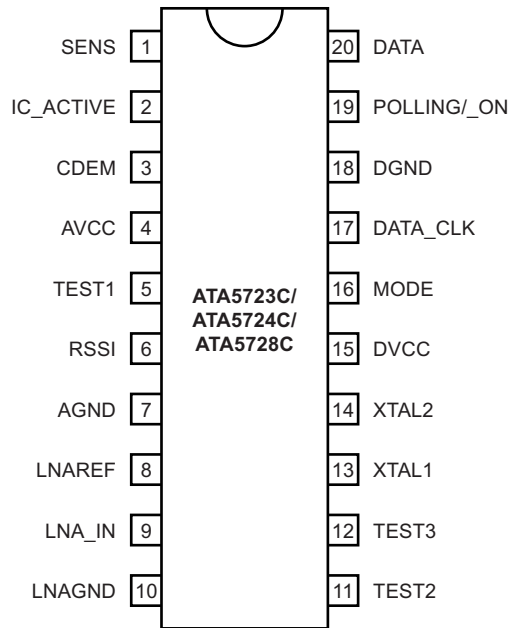 SENS 1 20 DATA
IC_ACTIVE 2 19 POLLING/_ON
CDEM 3 18 DGND
AVCC 4 17 DATA_CLK
TEST1 5 16 MODE
ATA5723C/
ATA5724C/
ATA5728C
RSSI 6 15 DVCC
AGND 7 14 XTAL2
LNAREF 8 13 XTAL1
LNA_IN 9 12 TEST3
LNAGND 10 11 TEST2